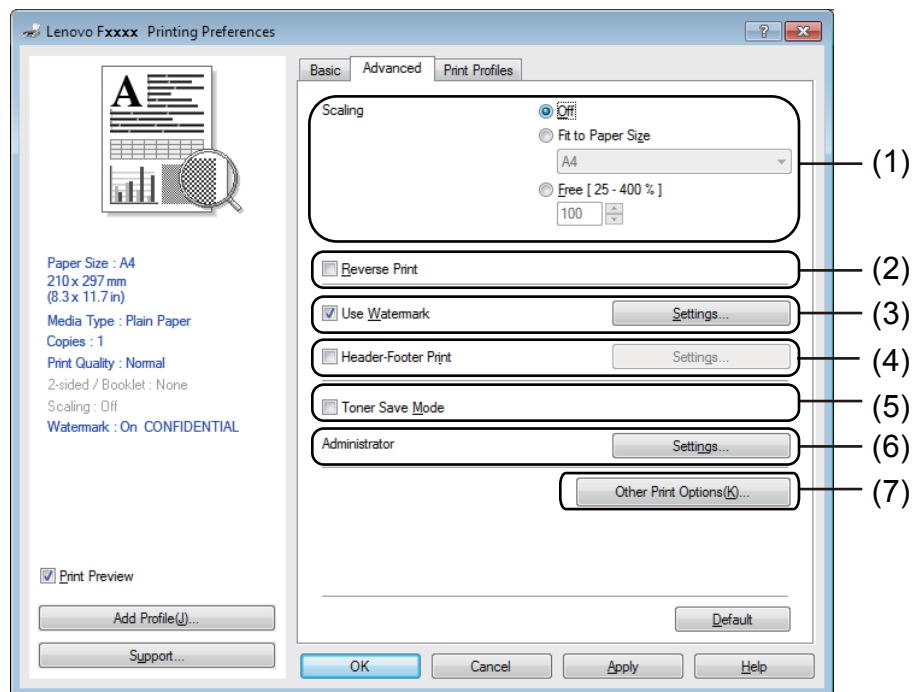 Lenovo Fxxxx Printing Preferences
Basic Advanced Print Profiles
A
Scaling
Off
Fit to Paper Size
A4
Free [ 25 - 400 % ]
100
(1)
Reverse Print
(2)
Use Watermark Settings...
(3)
Header-Footer Print Settings...
(4)
Toner Save Mode
(5)
Administrator Settings...
(6)
Other Print Options(K)...
(7)
Paper Size : A4
210 x 297 mm
(8.3 x 11.7 in)
Media Type : Plain Paper
Copies : 1
Print Quality : Normal
2-sided / Booklet : None
Scaling : Off
Watermark : On CONFIDENTIAL
Print Preview
Add Profile(J)...
Support...
Default
OK Cancel Apply Help